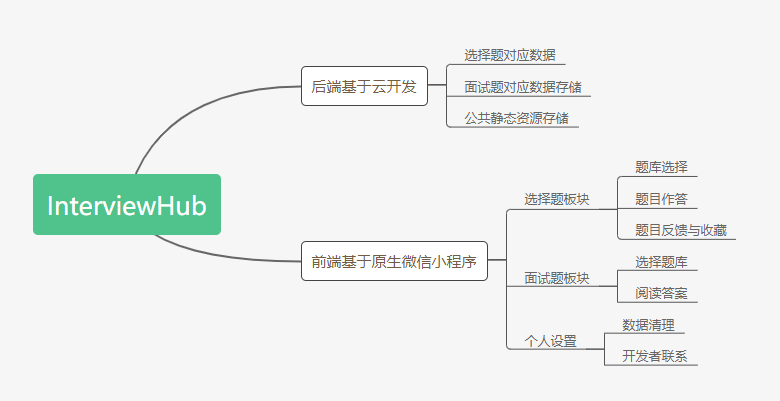 InterviewHub
后端基于云开发
选择题对应数据
面试题对应数据存储
公共静态资源存储
前端基于原生微信小程序
选择题板块
题库选择
题目作答
题目反馈与收藏
面试题板块
选择题库
阅读答案
个人设置
数据清理
开发者联系